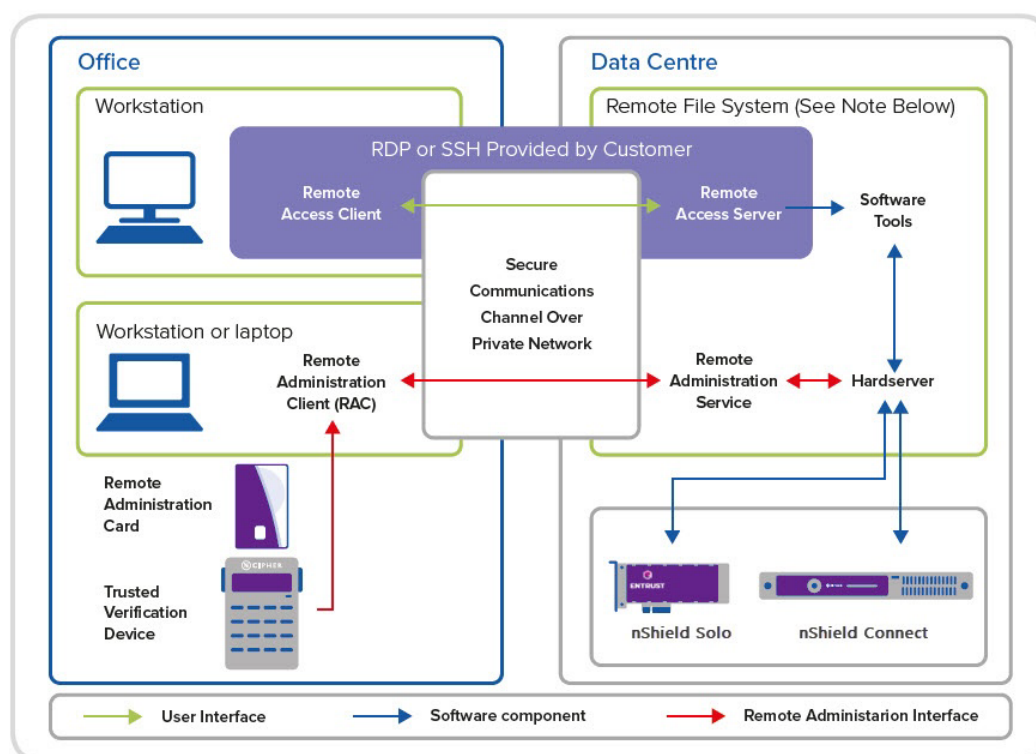 Office
Workstation
RDP or SSH Provided by Customer
Remote
Access Client
Workstation or laptop
Remote
Administration
Client (RAC)
Remote
Administration
Card
CIPHER
Trusted
Verification
Device
Secure
Communications
Channel Over
Private Network
Data Centre
Remote File System (See Note Below)
Remote
Access Server
Software
Tools
Remote
Administration
Service
Hardserver
ENTRUST
nShield Solo
nShield Connect
User Interface
Software component
Remote Administarion Interface